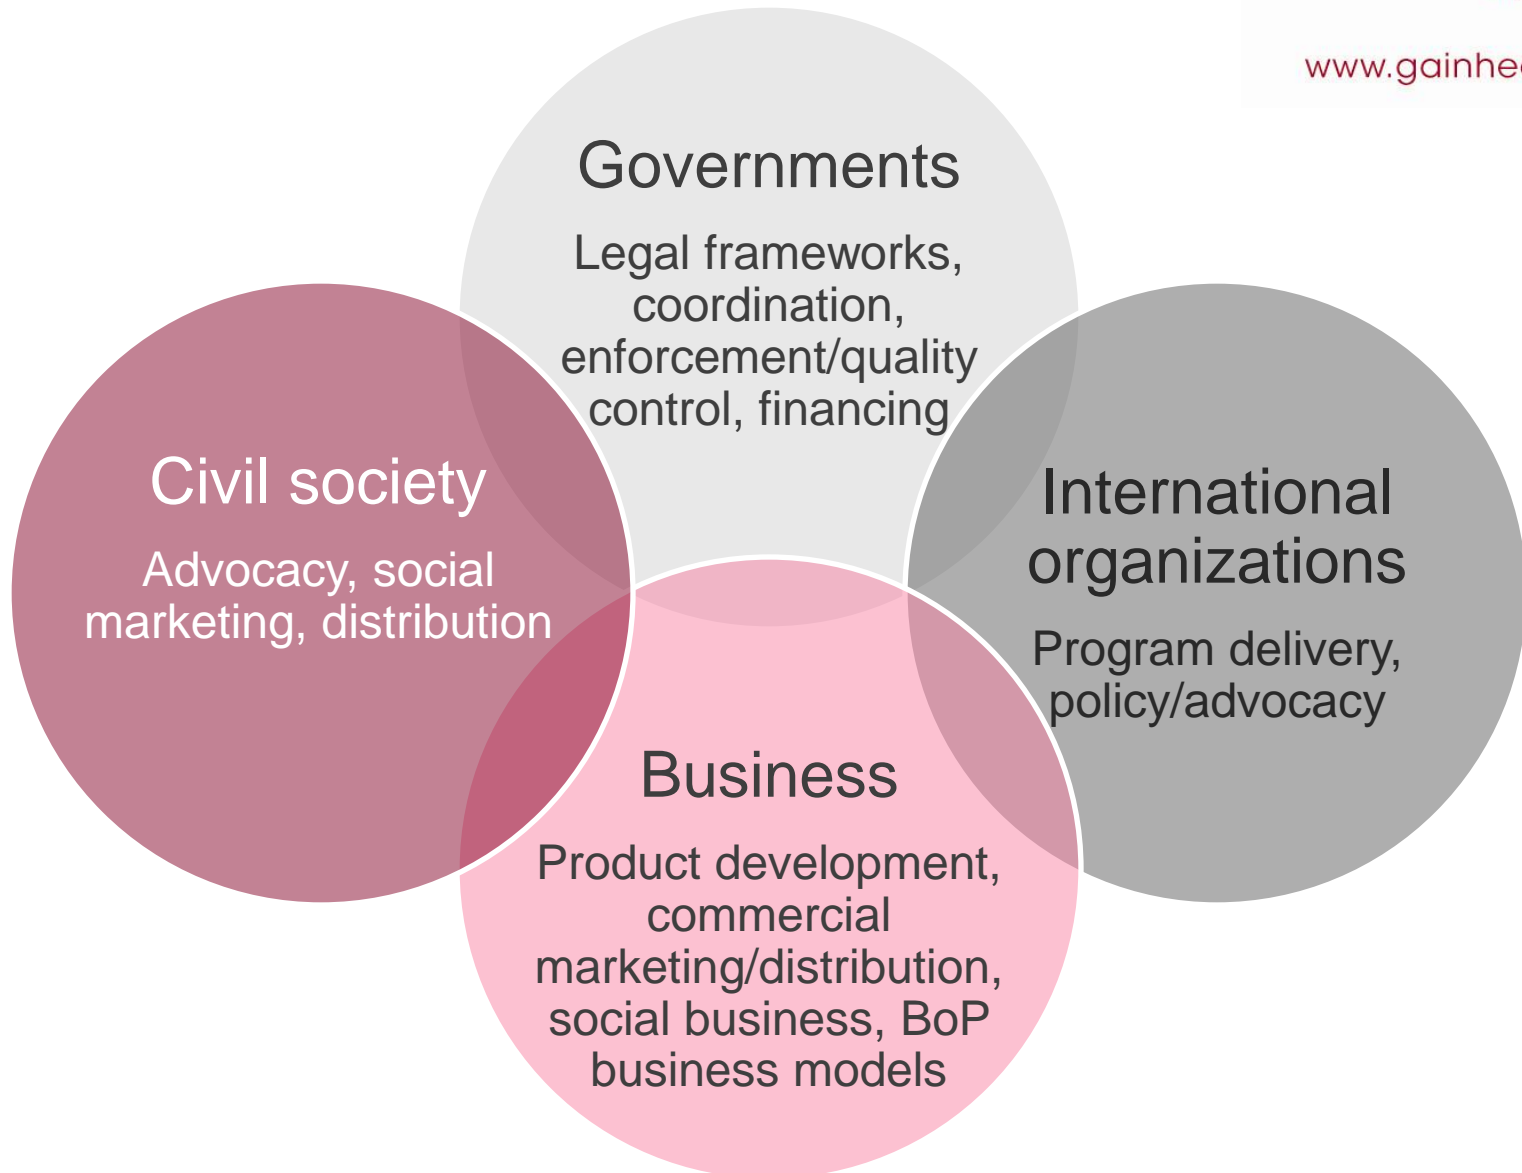 www.gainhea
Governments
Legal frameworks,
coordination,
enforcement/quality
control, financing
Civil society
Advocacy, social
marketing, distribution
International
organizations
Program delivery,
policy/advocacy
Business
Product development,
commercial
marketing/distribution,
social business, BoP
business models